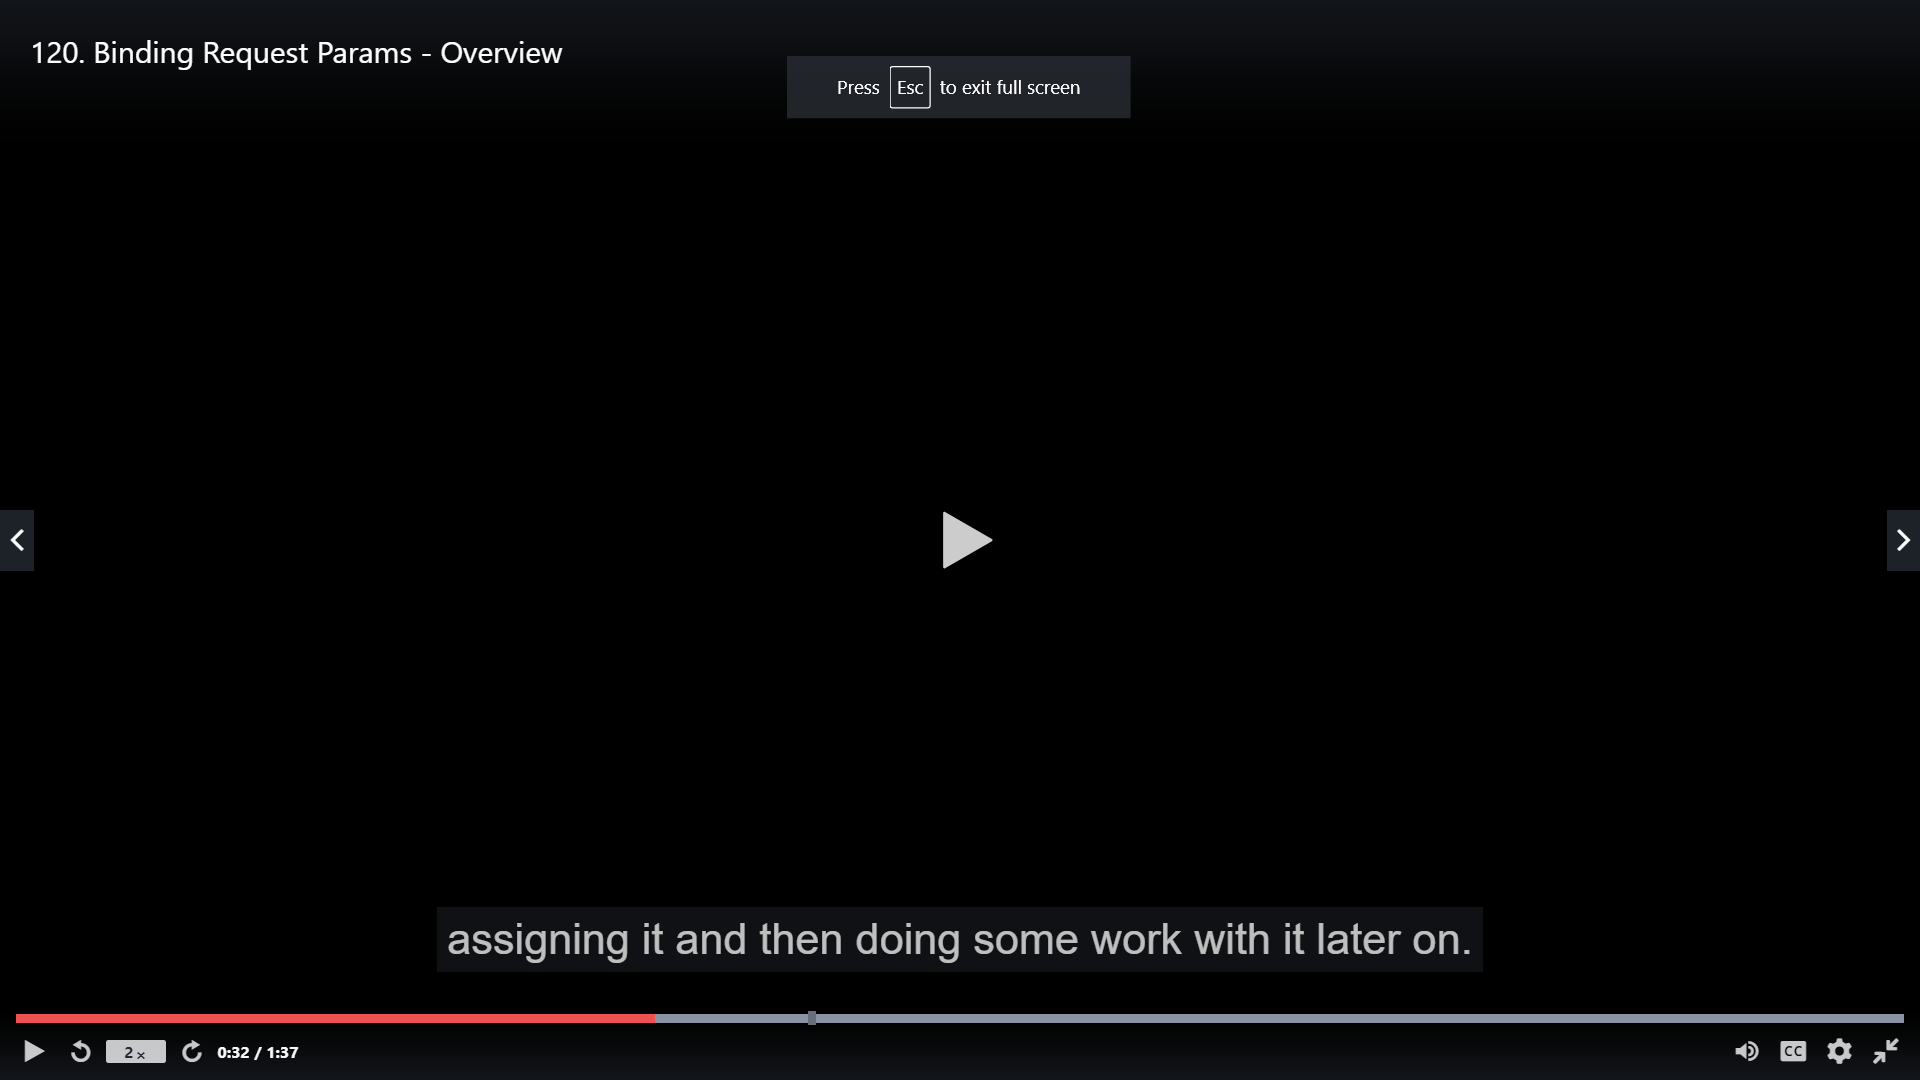 120. Binding Request Params - Overview
Press Esc to exit full screen
assigning it and then doing some work with it later on.
2 x
0:32 / 1:37
CC